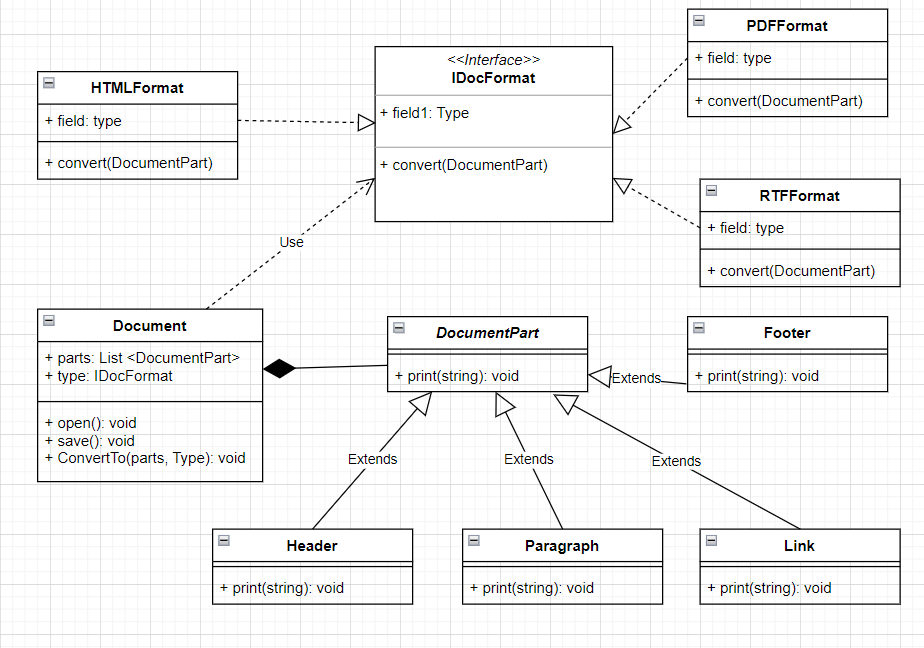 PDFFormat
+ field: type
+ convert(DocumentPart)
<<Interface>>
IDocFormat
+ field1: Type
+ convert(DocumentPart)
HTMLFormat
+ field: type
+ convert(DocumentPart)
RTFFormat
+ field: type
+ convert(DocumentPart)
Use
Document
+ parts: List <DocumentPart>
+ type: IDocFormat
+ open(): void
+ save(): void
+ ConvertTo(parts, Type): void
DocumentPart
+ print(string): void
Extends
Footer
+ print(string): void
Extends
Extends
Extends
Header
+ print(string): void
Paragraph
+ print(string): void
Link
+ print(string): void